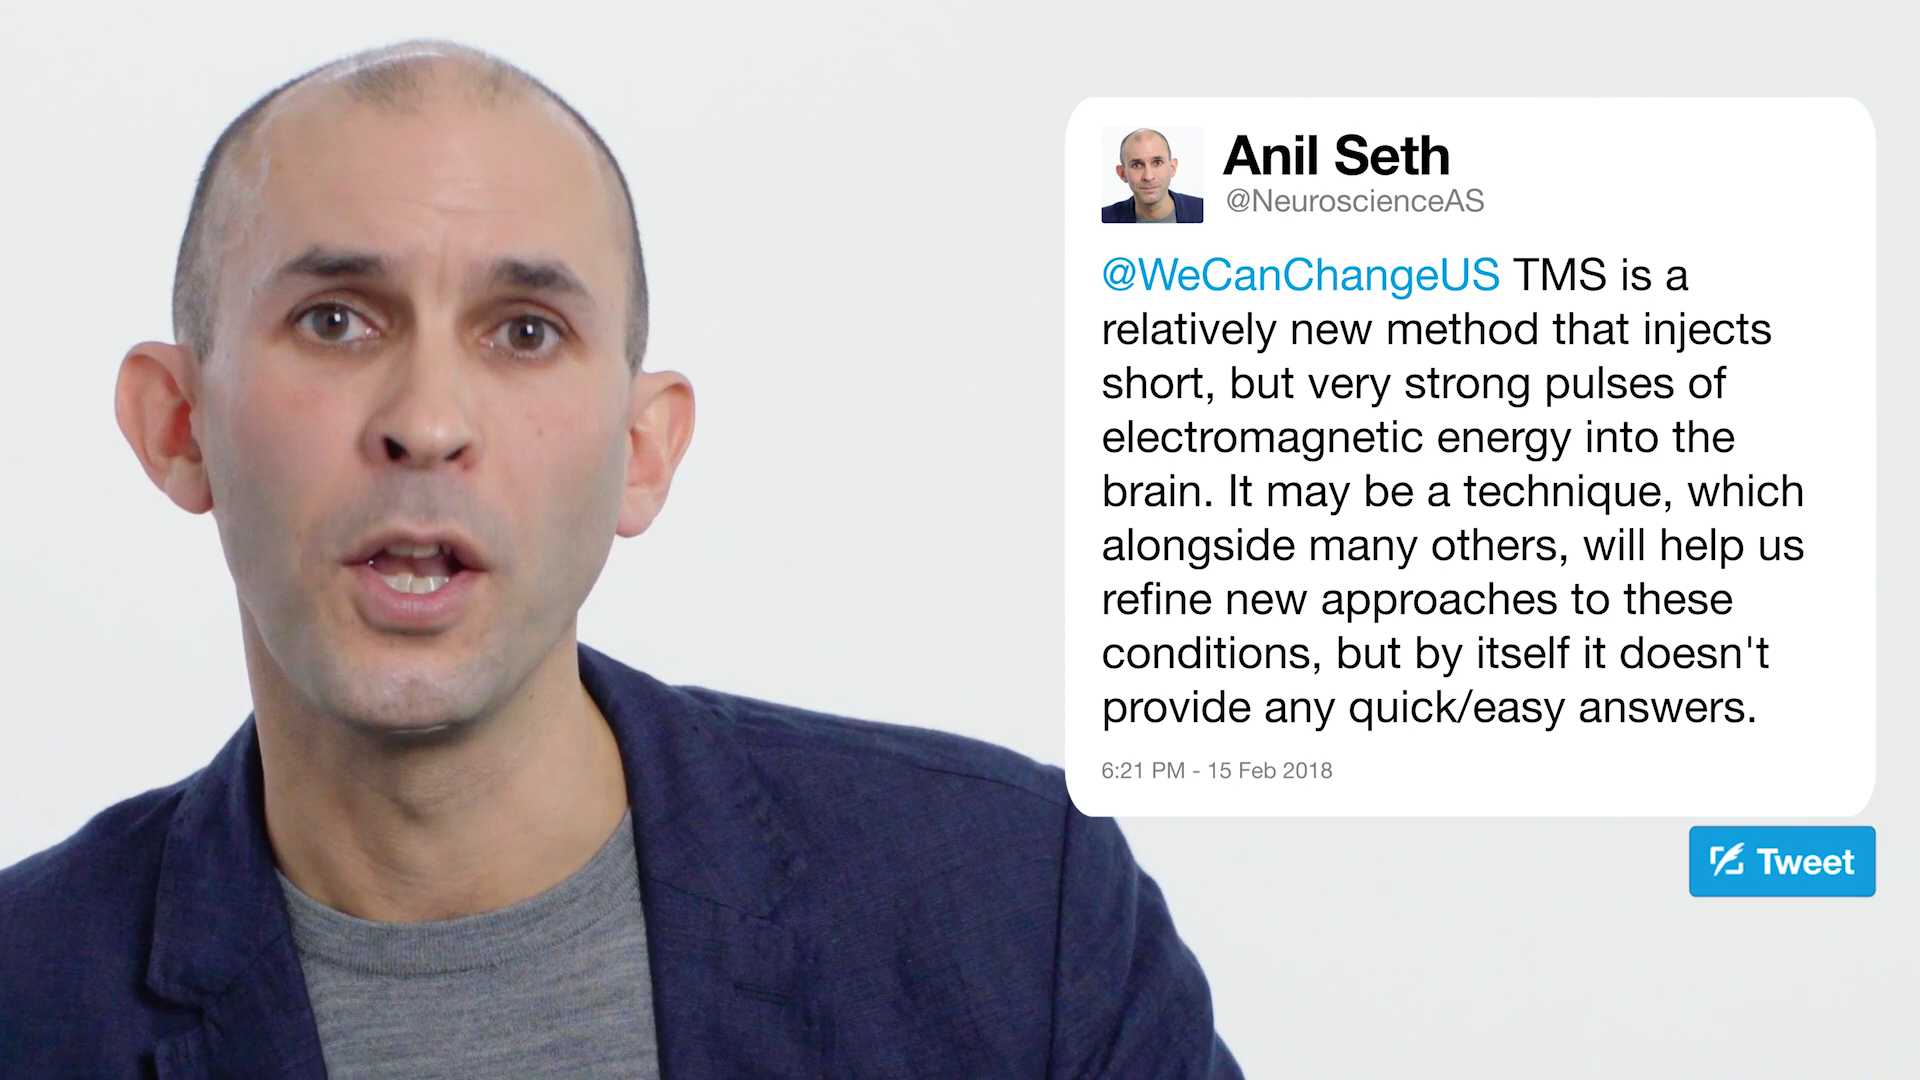 Anil Seth
@NeuroscienceAS
@WeCanChangeUS TMS is a
relatively new method that injects
short, but very strong pulses of
electromagnetic energy into the
brain. It may be a technique, which
alongside many others, will help us
refine new approaches to these
conditions, but by itself it doesn't
provide any quick/easy answers.
6:21 PM - 15 Feb 2018
Tweet